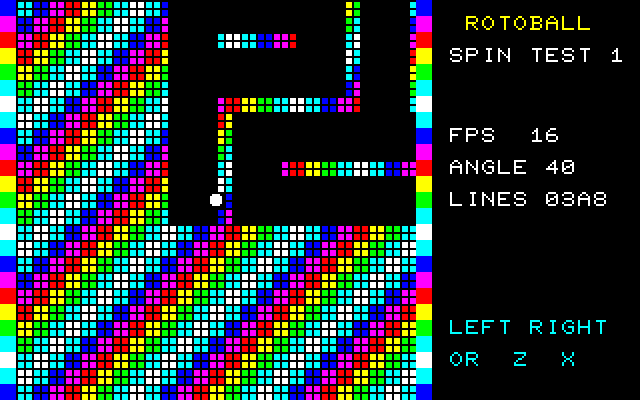 ROTOBALL
SPIN TEST 1
FPS 16
ANGLE 40
LINES 03A8
LEFT RIGHT
OR Z X